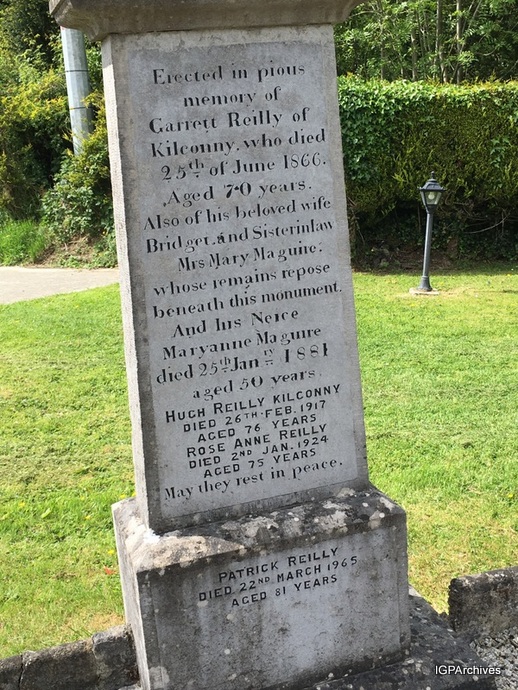 Erected in pious
memory of
Garrett Reilly of
Kilconny, who died
25th of June 1866.
Aged 70 years.
Also of his beloved wife
Bridget, and Sisterinlaw
Mrs Mary Maguire:
whose remains repose
beneath this monument.
And his Neice
Maryanne Maguire
died 25th Janry 1881
aged 50 years.
HUGH REILLY KILCONNY
DIED 26TH FEB. 1917
AGED 76 YEARS
ROSE ANNE REILLY
DIED 2ND JAN. 1924
AGED 75 YEARS
May they rest in peace.
PATRICK REILLY
DIED 22ND MARCH 1965
AGED 81 YEARS
IGPArchives